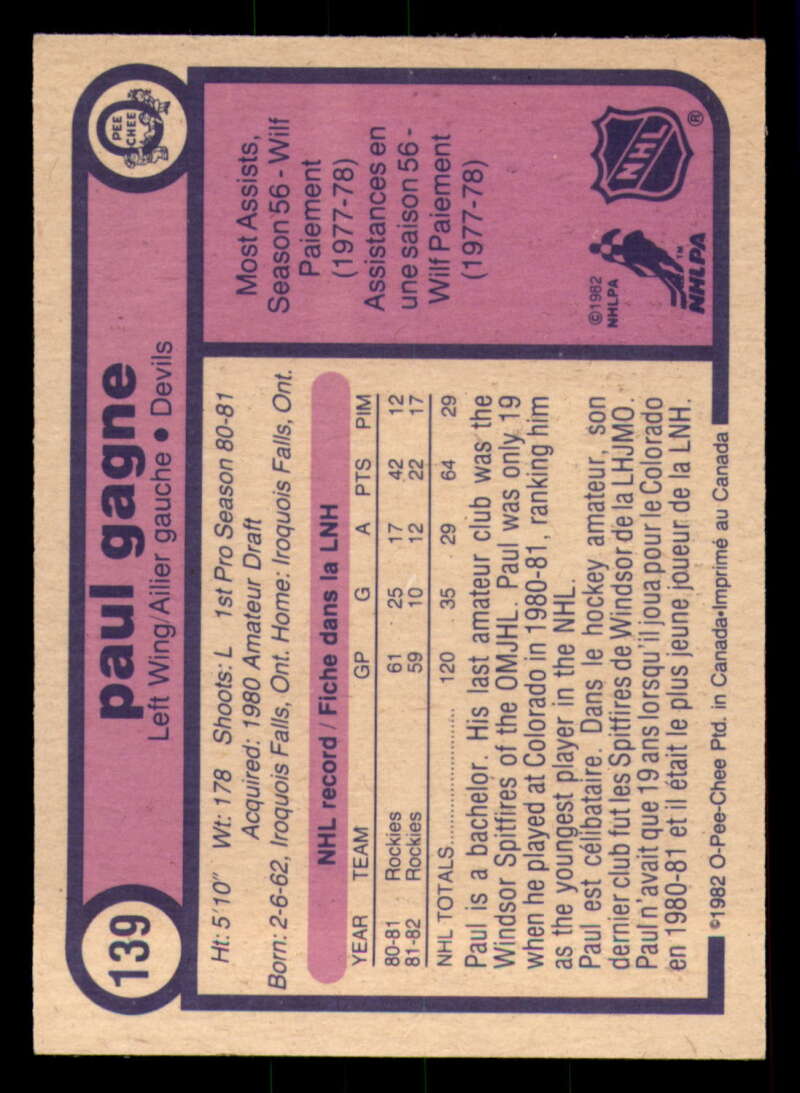 139
paul gagne
Left Wing/Ailier gauche • Devils
O PEE CHEE
Ht: 5'10" Wt: 178 Shoots: L 1st Pro Season 80-81
Acquired: 1980 Amateur Draft
Born: 2-6-62, Iroquois Falls, Ont. Home: Iroquois Falls, Ont.
NHL record / Fiche dans la LNH
YEAR TEAM GP G A PTS PIM
80-81 Rockies 61 25 17 42 12
81-82 Rockies 59 10 12 22 17
NHL TOTALS 120 35 29 64 29
Paul is a bachelor. His last amateur club was the
Windsor Spitfires of the OMJHL. Paul was only 19
when he played at Colorado in 1980-81, ranking him
as the youngest player in the NHL.
Paul est célibataire. Dans le hockey amateur, son
dernier club fut les Spitfires de Windsor de la LHJMO.
Paul n'avait que 19 ans lorsqu'il joua pour le Colorado
en 1980-81 et il était le plus jeune joueur de la LNH.
©1982 O-Pee-Chee Ptd. in Canada•Imprimé au Canada
Most Assists,
Season 56 - Wilf
Paiement
(1977-78)
Assistances en
une saison 56 -
Wilf Paiement
(1977-78)
©1982
NHLPA
NHLPA™
NHL
®